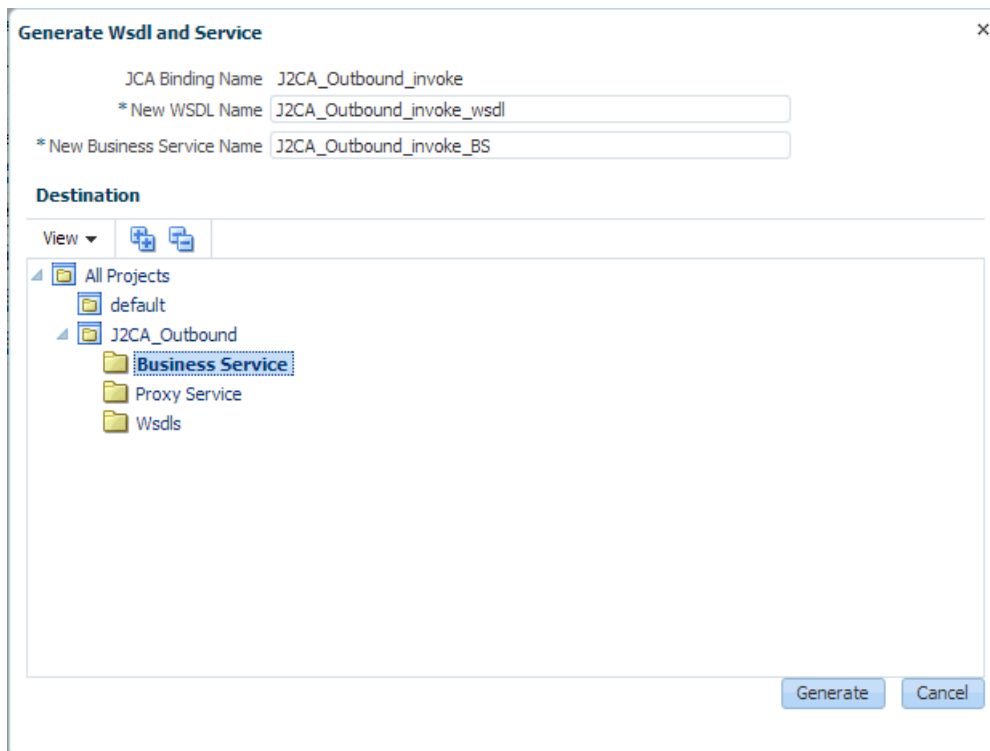 Generate Wsdl and Service
JCA Binding Name J2CA_Outbound_invoke
* New WSDL Name J2CA_Outbound_invoke_wsdl
* New Business Service Name J2CA_Outbound_invoke_BS
Destination
View
All Projects
default
J2CA_Outbound
Business Service
Proxy Service
Wsdls
Generate Cancel